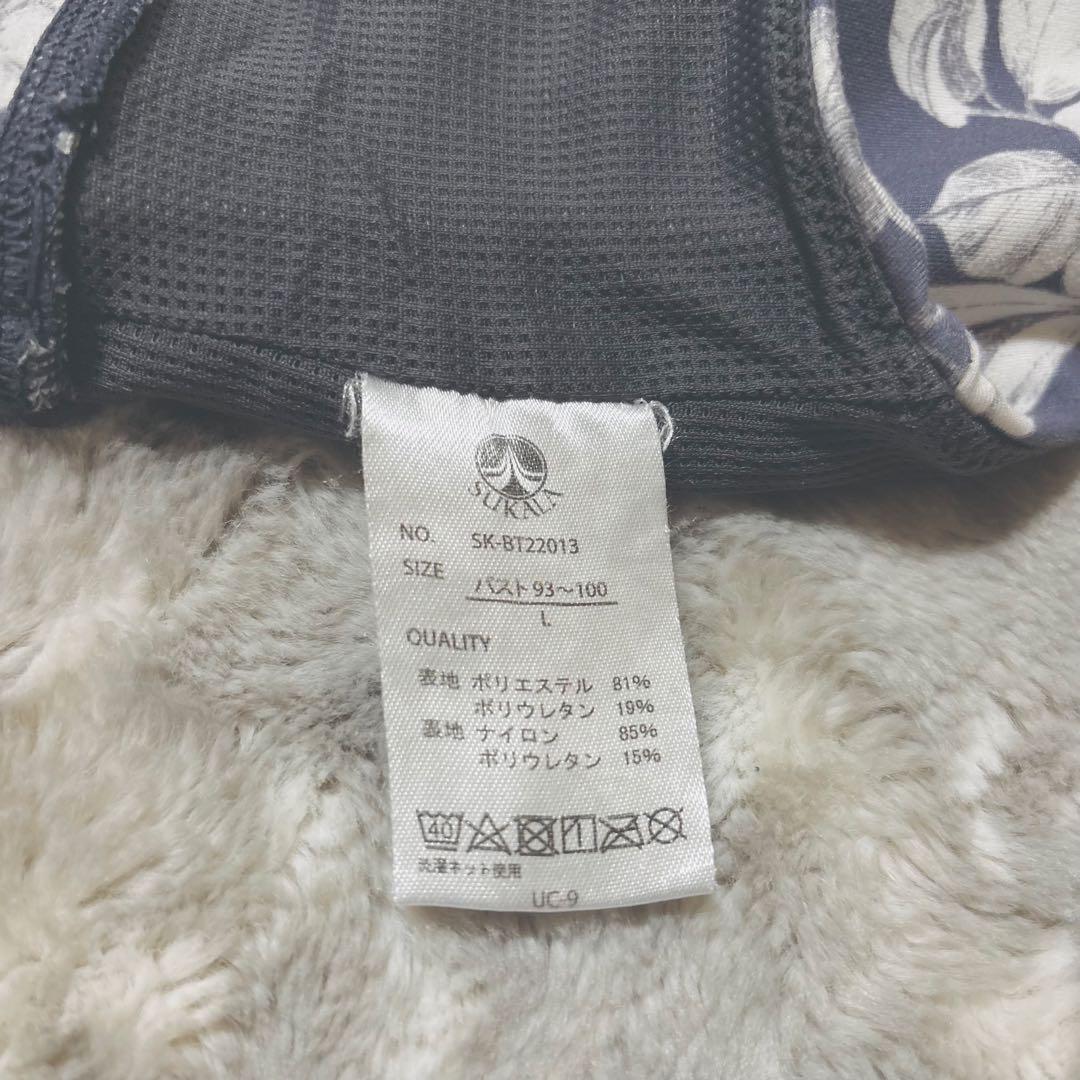 SUKALA
NO. SK-BT22013
SIZE バスト93〜100
L
QUALITY
表地 ポリエステル 81%
ポリウレタン 19%
裏地 ナイロン 85%
ポリウレタン 15%
40
洗濯ネット使用
UC-9